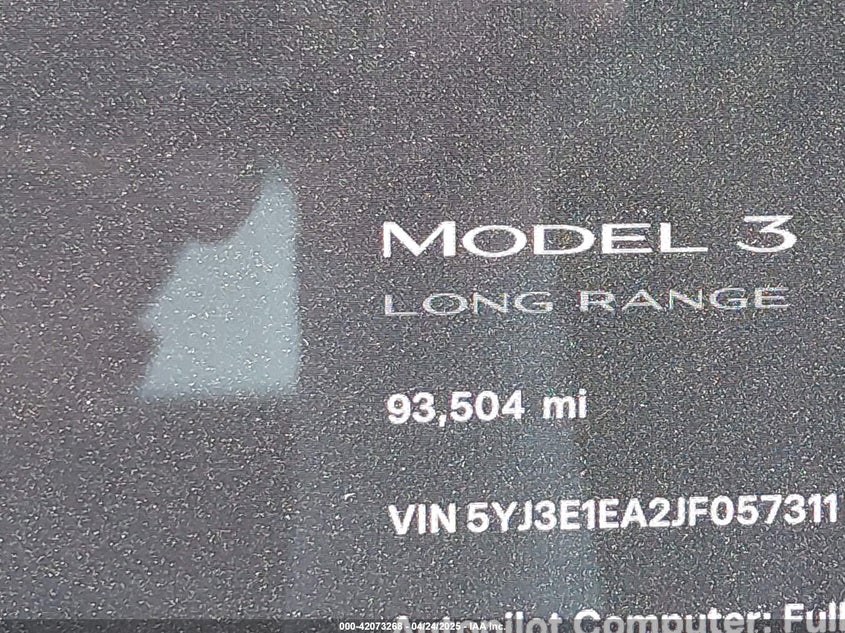 MODEL 3
LONG RANGE
93,504 mi
VIN 5YJ3E1EA2JF057311
Computer: Full
000-42073268 - 04/24/2025 - IAA Inc.